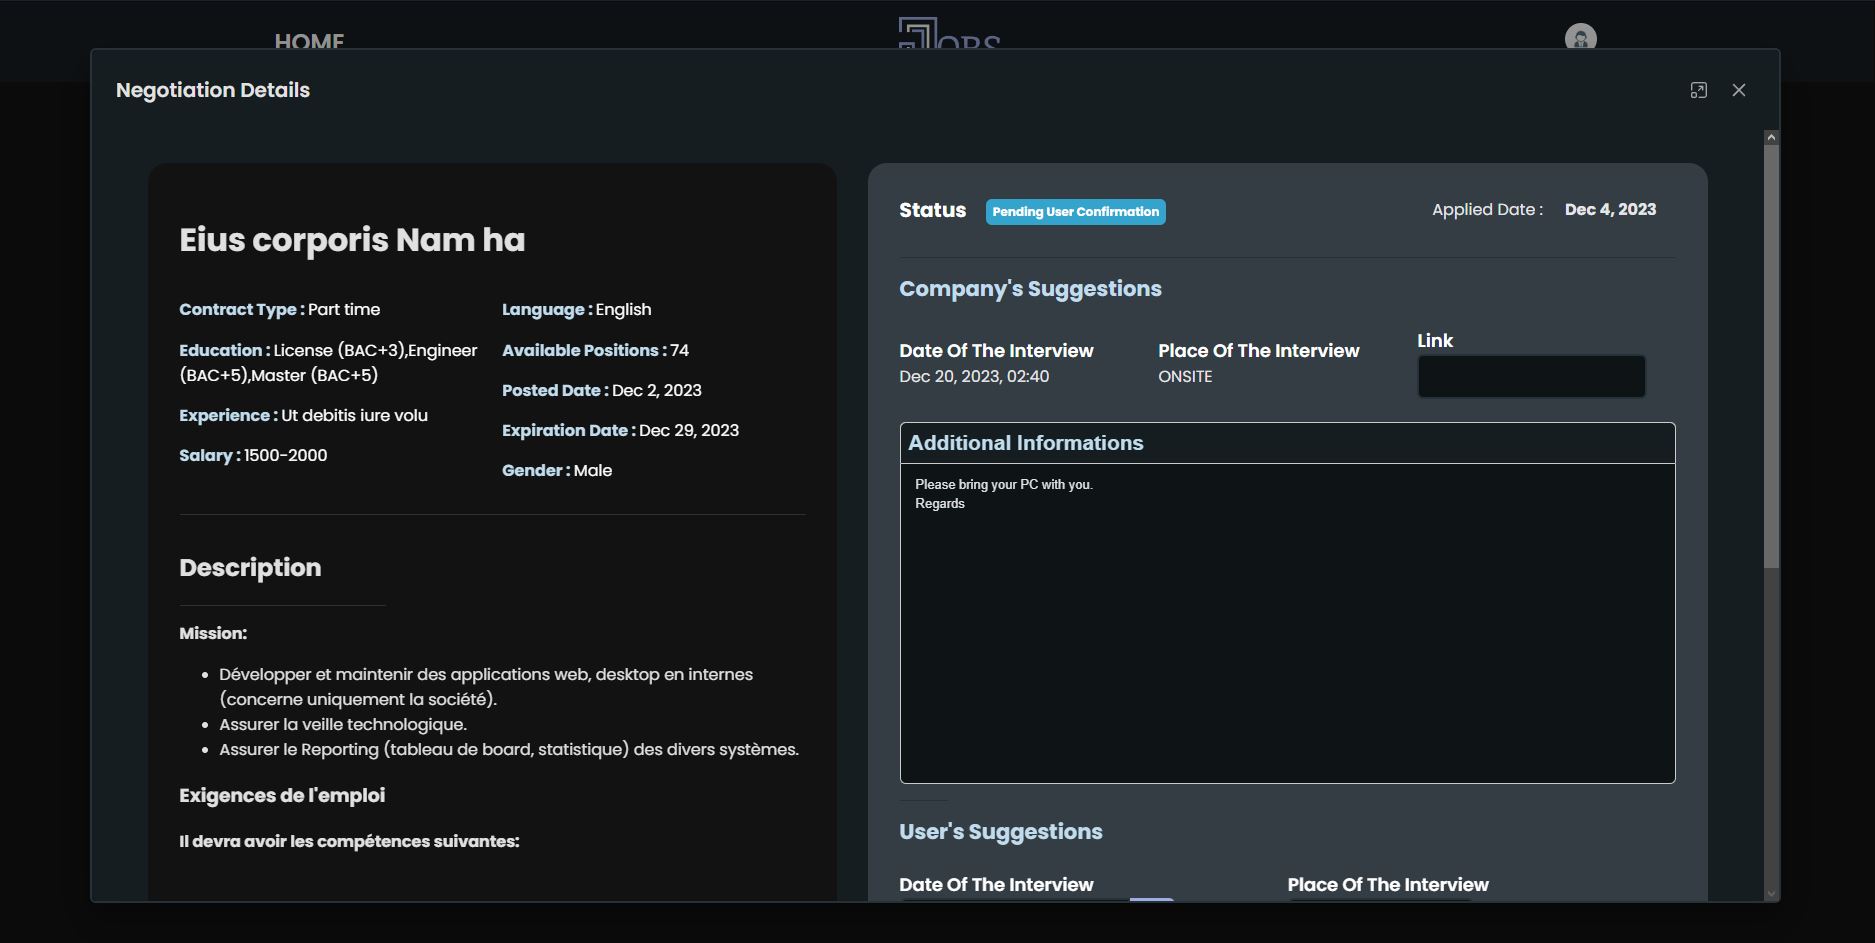 HOME
JOBS
Negotiation Details
Eius corporis Nam ha
Contract Type : Part time
Education : License (BAC+3),Engineer
(BAC+5),Master (BAC+5)
Experience : Ut debitis iure volu
Salary : 1500-2000
Language : English
Available Positions : 74
Posted Date : Dec 2, 2023
Expiration Date : Dec 29, 2023
Gender : Male
Description
Mission:
Développer et maintenir des applications web, desktop en internes
(concerne uniquement la société).
Assurer la veille technologique.
Assurer le Reporting (tableau de board, statistique) des divers systèmes.
Exigences de l'emploi
Il devra avoir les compétences suivantes:
Status Pending User Confirmation Applied Date : Dec 4, 2023
Company's Suggestions
Date Of The Interview
Dec 20, 2023, 02:40
Place Of The Interview
ONSITE
Link
Additional Informations
Please bring your PC with you.
Regards
User's Suggestions
Date Of The Interview Place Of The Interview